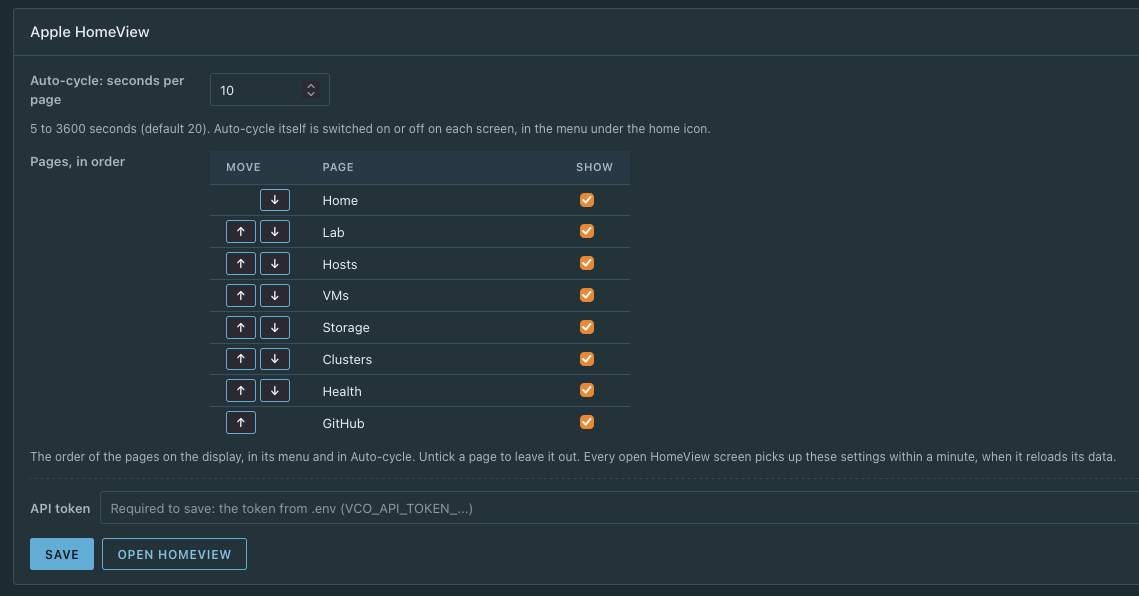 Apple HomeView
Auto-cycle: seconds per
page
10
5 to 3600 seconds (default 20). Auto-cycle itself is switched on or off on each screen, in the menu under the home icon.
Pages, in order
MOVE PAGE SHOW
↓ Home
↑ ↓ Lab
↑ ↓ Hosts
↑ ↓ VMs
↑ ↓ Storage
↑ ↓ Clusters
↑ ↓ Health
↑ GitHub
The order of the pages on the display, in its menu and in Auto-cycle. Untick a page to leave it out. Every open HomeView screen picks up these settings within a minute, when it reloads its data.
API token Required to save: the token from .env (VCO_API_TOKEN_...)
SAVE OPEN HOMEVIEW